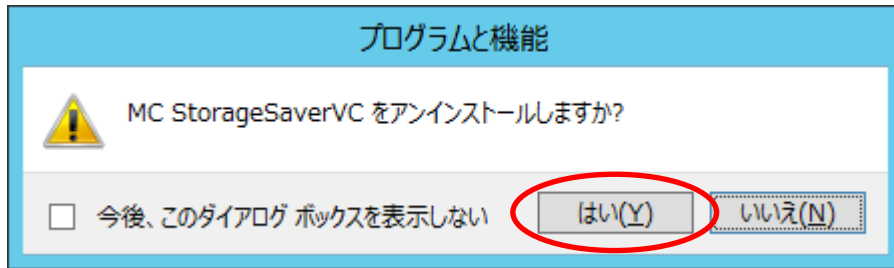 プログラムと機能
MC StorageSaverVC をアンインストールしますか?
今後、このダイアログ ボックスを表示しない はい(Y) いいえ(N)